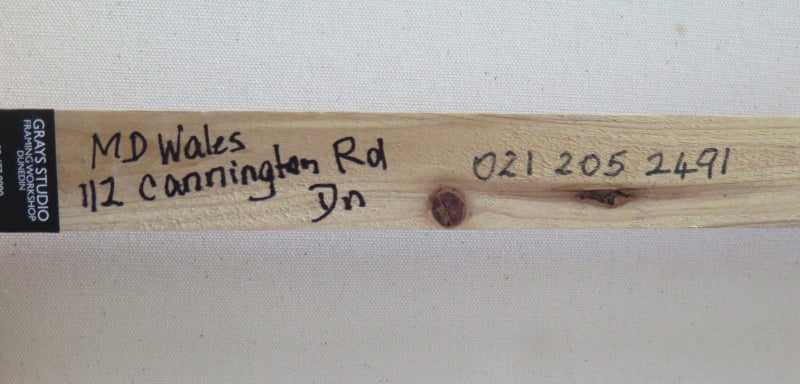 GRAYS STUDIO
FRAMING WORKSHOP
DUNEDIN
MD Wales
112 Cannington Rd
Dn
021 205 2491